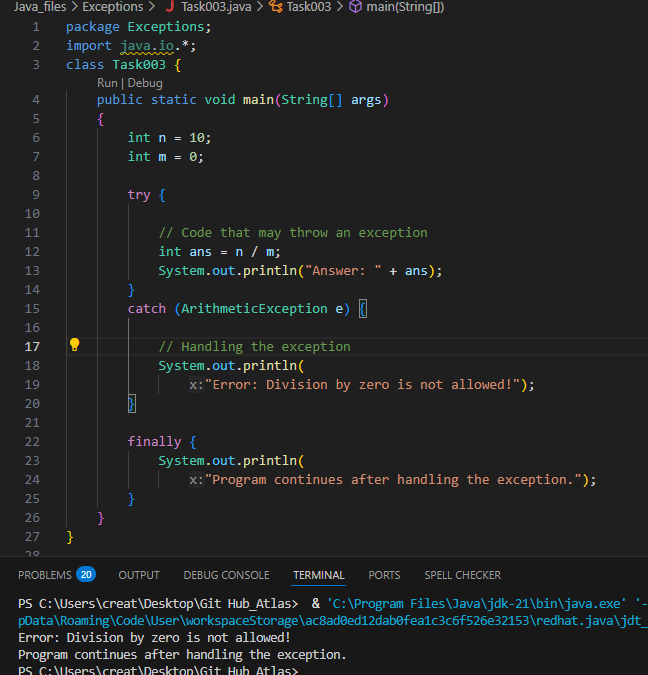 Java_files > Exceptions > J Task003.java > Task003 > main(String[])
1 package Exceptions;
2 import java.io.*;
3 class Task003 {
Run | Debug
4 public static void main(String[] args)
5 {
6 int n = 10;
7 int m = 0;
8
9 try {
10
11 // Code that may throw an exception
12 int ans = n / m;
13 System.out.println("Answer: " + ans);
14 }
15 catch (ArithmeticException e) {
16
17 // Handling the exception
18 System.out.println(
19 x:"Error: Division by zero is not allowed!");
20 }
21
22 finally {
23 System.out.println(
24 x:"Program continues after handling the exception.");
25 }
26 }
27 }
28
PROBLEMS 20 OUTPUT DEBUG CONSOLE TERMINAL PORTS SPELL CHECKER
PS C:\Users\creat\Desktop\Git Hub_Atlas> & 'C:\Program Files\Java\jdk-21\bin\java.exe' '-
pData\Roaming\Code\User\workspaceStorage\ac8ad0ed12dab0fea1c3c6f526e32153\redhat.java\jdt_
Error: Division by zero is not allowed!
Program continues after handling the exception.
PS C:\Users\creat\Desktop\Git Hub_Atlas>